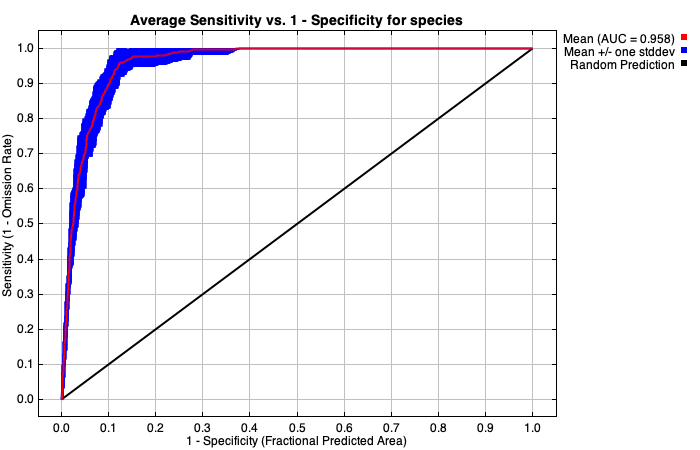 Average Sensitivity vs. 1 - Specificity for species
Mean (AUC = 0.958)
Mean +/- one stddev
Random Prediction
Sensitivity (1 - Omission Rate)
1.0
0.9
0.8
0.7
0.6
0.5
0.4
0.3
0.2
0.1
0.0
0.0 0.1 0.2 0.3 0.4 0.5 0.6 0.7 0.8 0.9 1.0
1 - Specificity (Fractional Predicted Area)